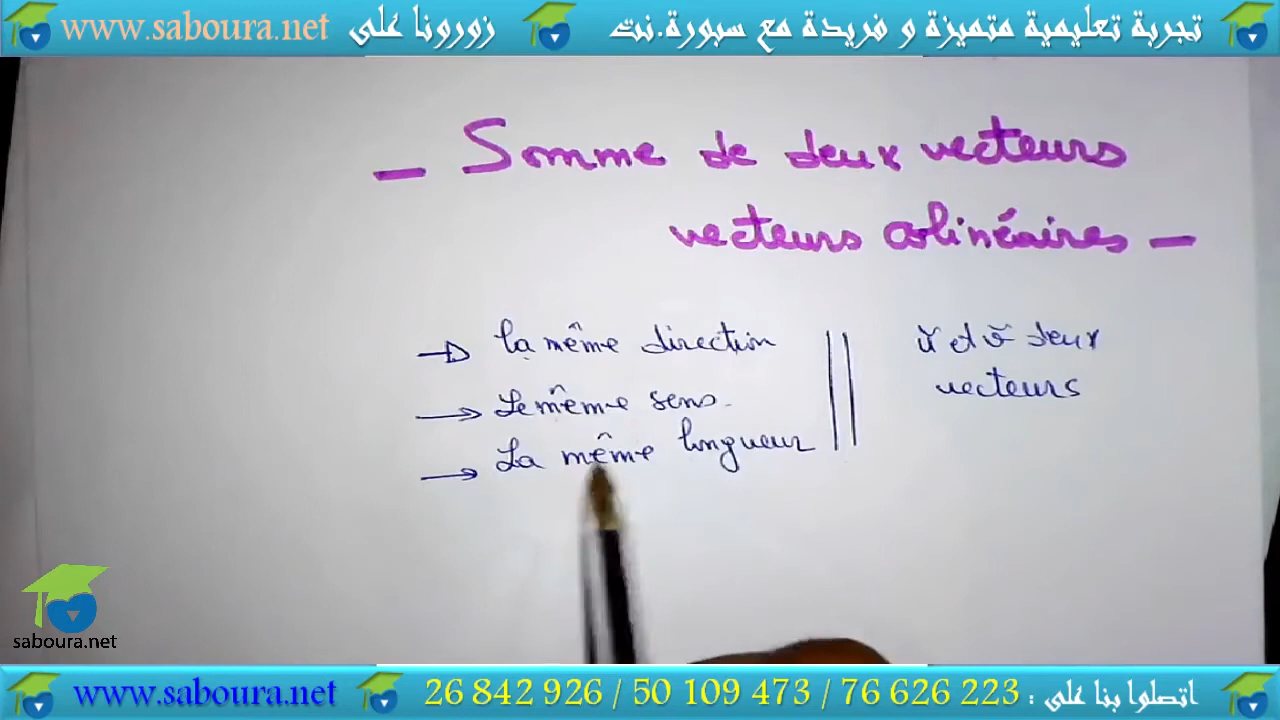 www.saboura.net زورونا على تجربة تعليمية متميزة و فريدة مع سبورة.نت
- Somme de deux vecteurs
vecteurs colinéaires -
la même direction
Le même sens.
La même longueur
u et v deux
vecteurs
saboura.net
www.saboura.net 26 842 926 / 50 109 473 / 76 626 223 : اتصلوا بنا على